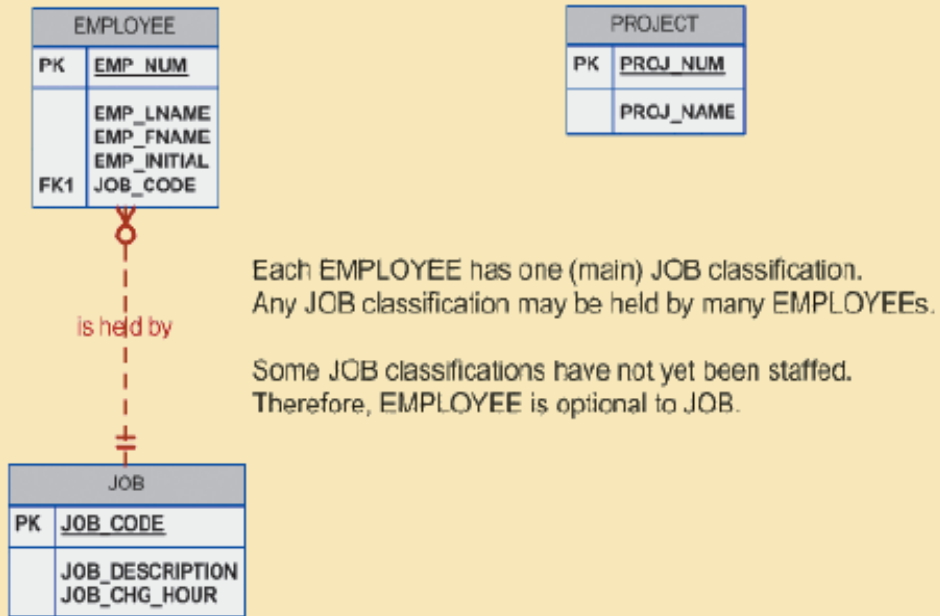 EMPLOYEE
PK EMP_NUM
EMP_LNAME
EMP_FNAME
EMP_INITIAL
FK1 JOB_CODE
PROJECT
PK PROJ_NUM
PROJ_NAME
Each EMPLOYEE has one (main) JOB classification.
Any JOB classification may be held by many EMPLOYEEs.
is held by
Some JOB classifications have not yet been staffed.
Therefore, EMPLOYEE is optional to JOB.
JOB
PK JOB_CODE
JOB_DESCRIPTION
JOB_CHG_HOUR